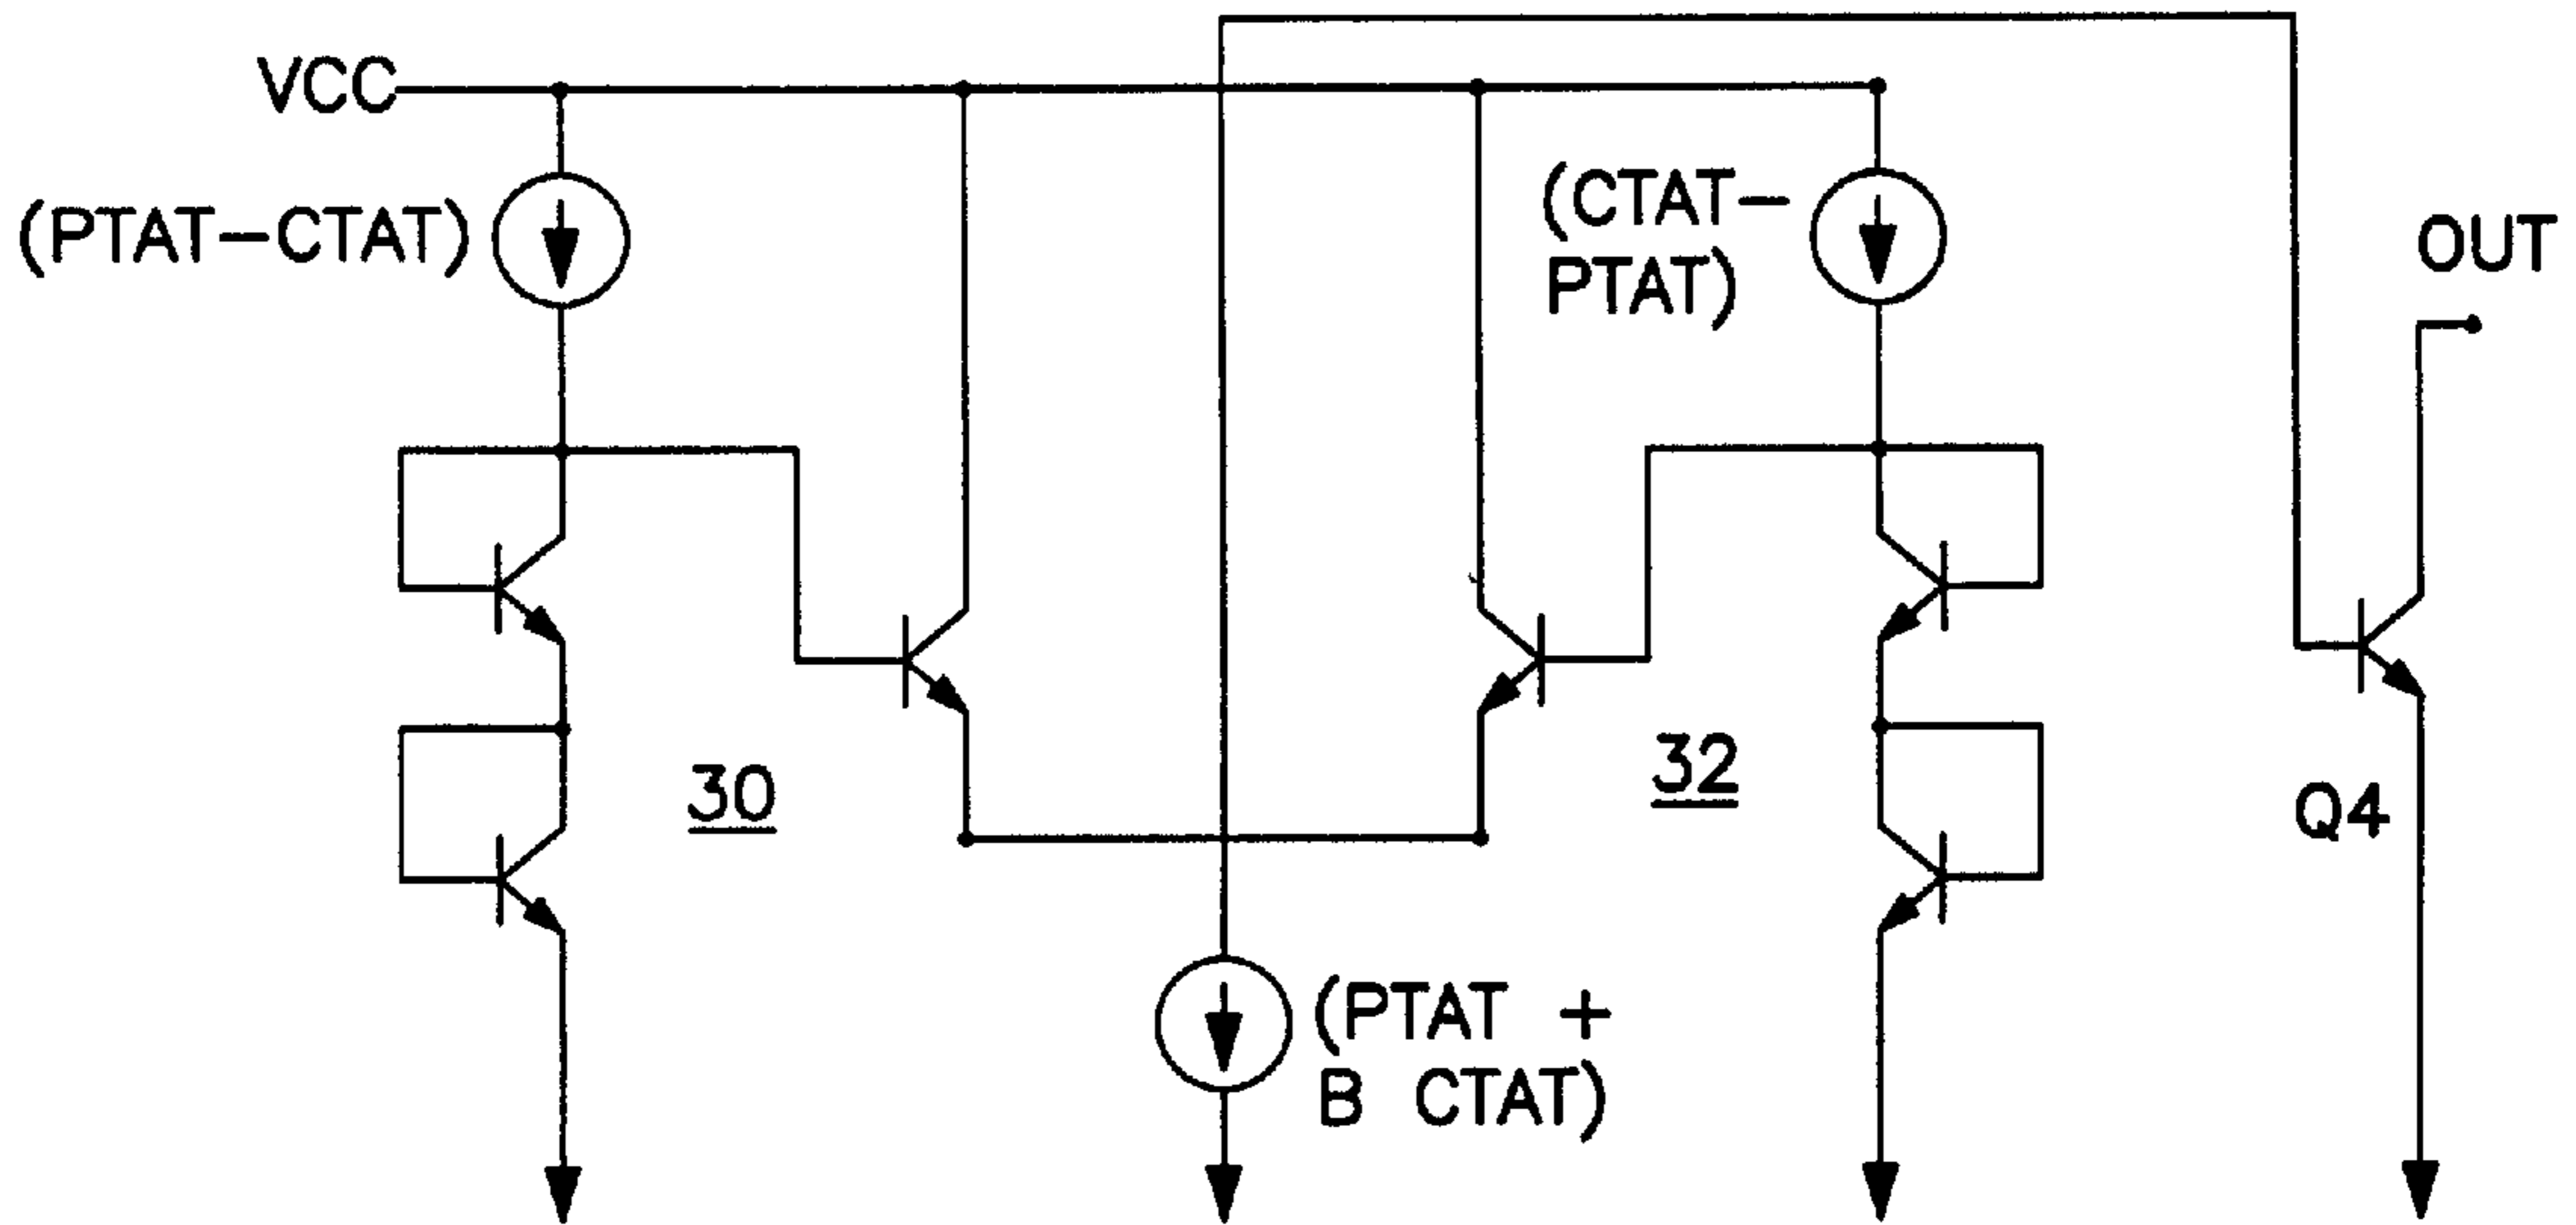 VCC
(PTAT-CTAT)
(CTAT-
PTAT)
OUT
30
32
Q4
(PTAT +
B CTAT)